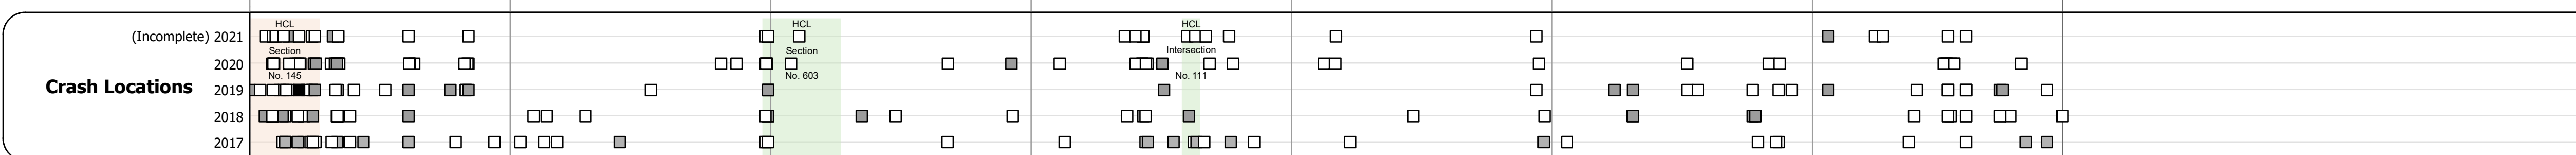 HCL
HCL
HCL
(Incomplete) 2021
Section
Section
Intersection
2020
No. 145
No. 603
No. 111
Crash Locations
2019
2018
2017